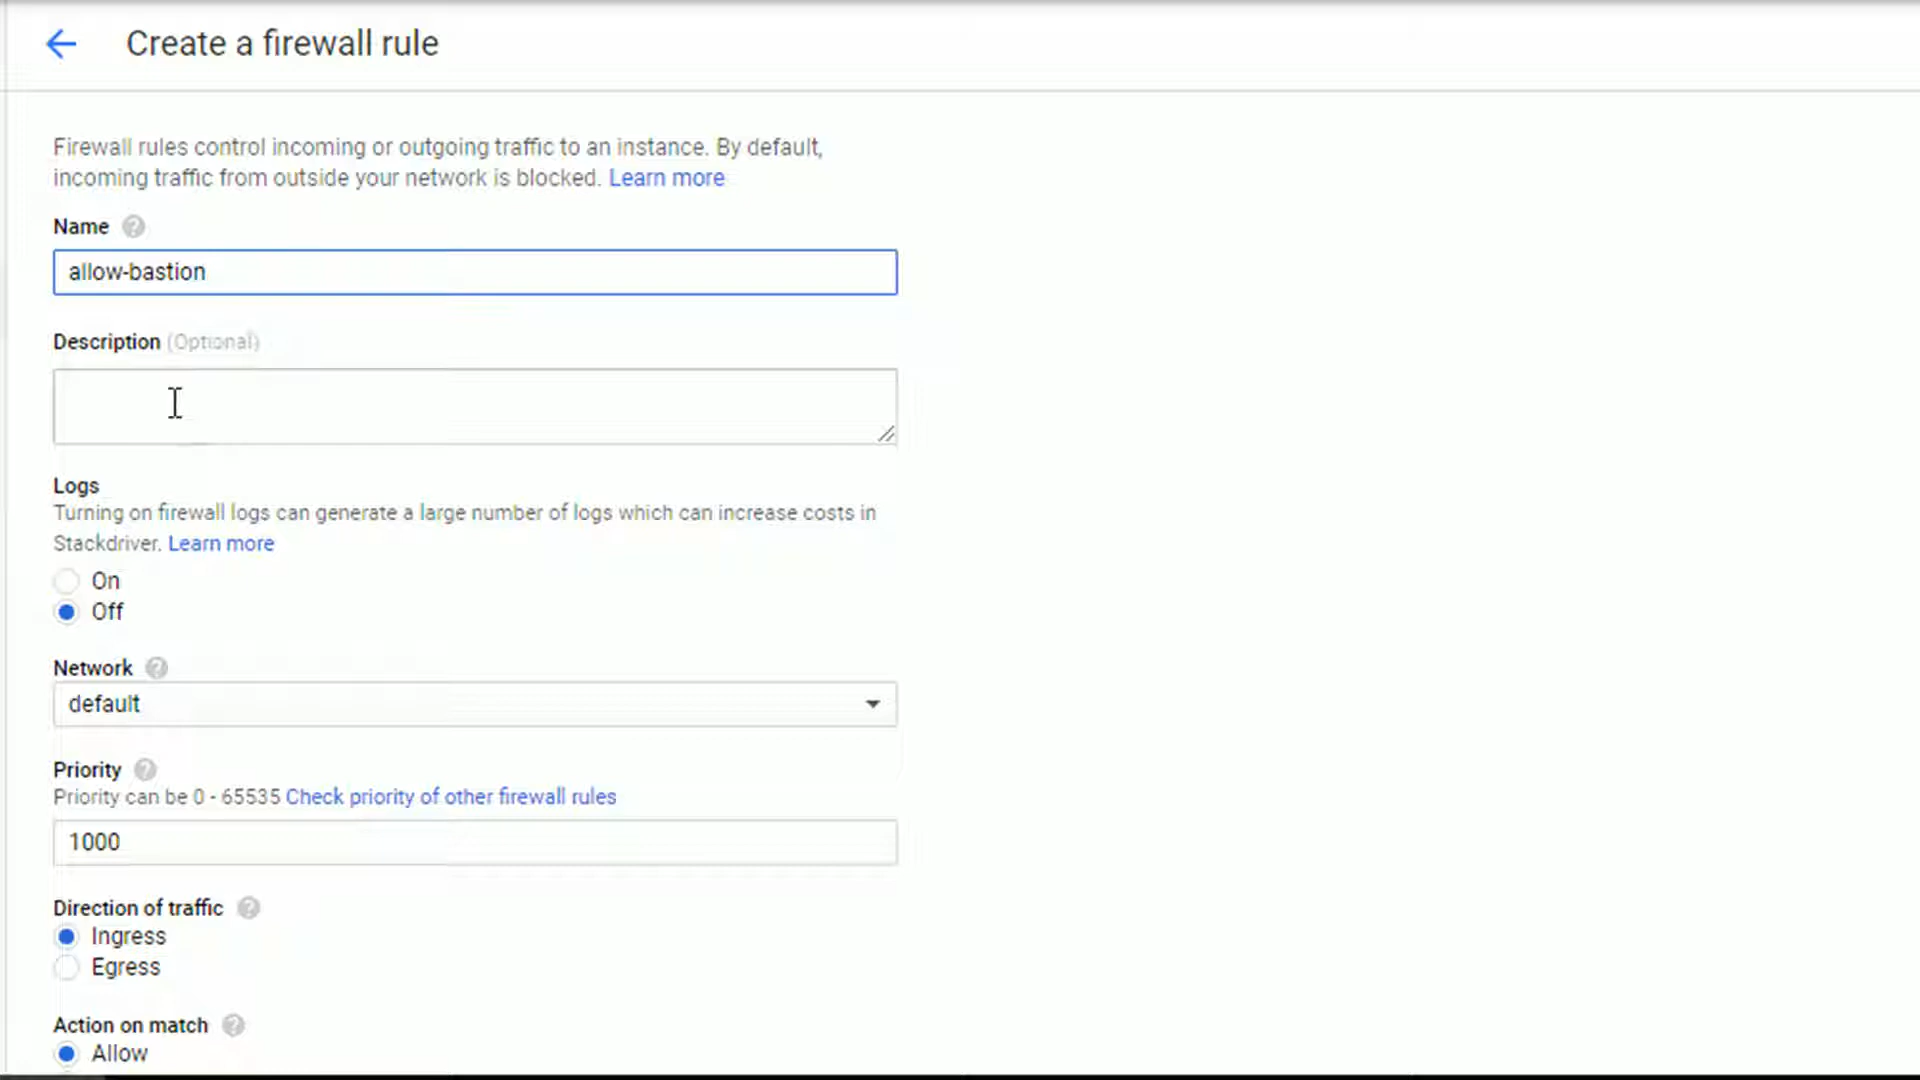 Create a firewall rule
Firewall rules control incoming or outgoing traffic to an instance. By default,
incoming traffic from outside your network is blocked. Learn more
Name
allow-bastion
Description (Optional)
Logs
Turning on firewall logs can generate a large number of logs which can increase costs in
Stackdriver. Learn more
On
Off
Network
default
Priority
Priority can be 0 - 65535 Check priority of other firewall rules
1000
Direction of traffic
Ingress
Egress
Action on match
Allow